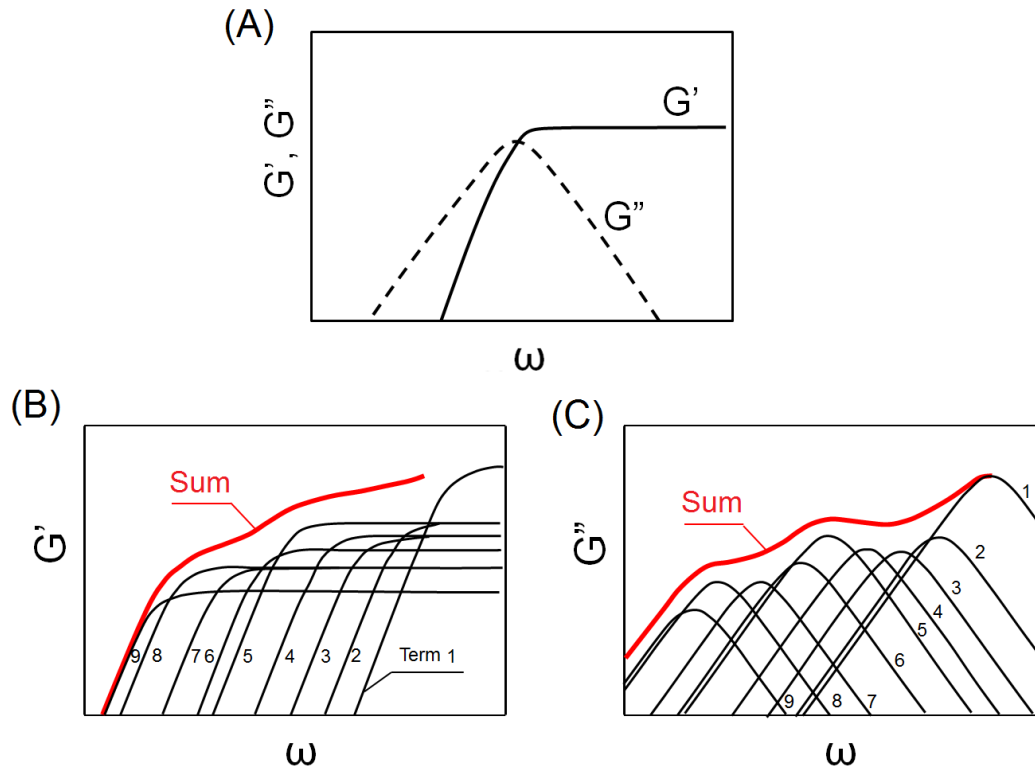 (A)
G', G"
G'
G"
ω
(B)
G'
Sum
9 8 7 6 5 4 3 2 Term 1
ω
(C)
G"
Sum
1
2
3
4
5
6
9 8 7
ω